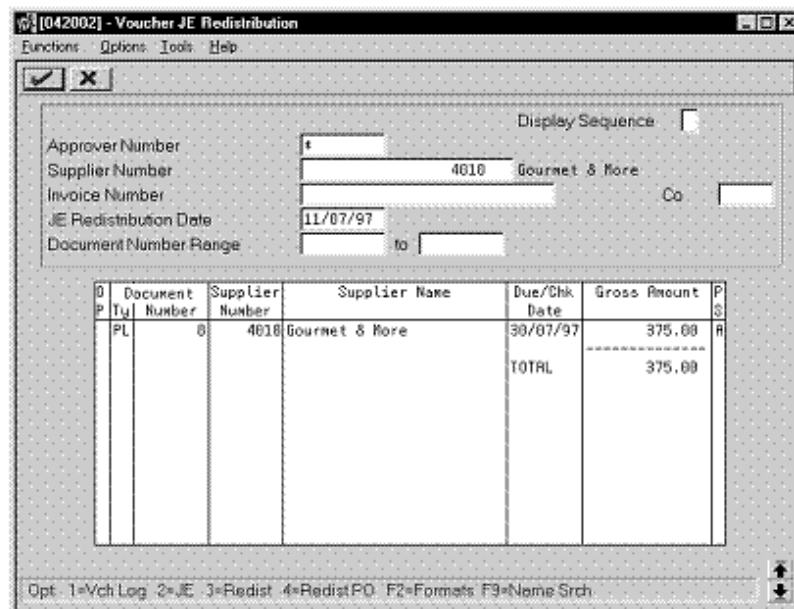 [042002] - Voucher JE Redistribution
Functions Options Tools Help
Display Sequence
Approver Number *
Supplier Number 4010 Gourmet & More
Invoice Number Co
JE Redistribution Date 11/07/97
Document Number Range to
O P Document Ty Number Supplier Number Supplier Name Due/Chk Date Gross Amount P S
PL 8 4010 Gourmet & More 30/07/97 375.00 A
TOTAL 375.00
Opt 1=Vch Log 2=JE 3=Redist 4=Redist PO F2=Formats F9=Name Srch